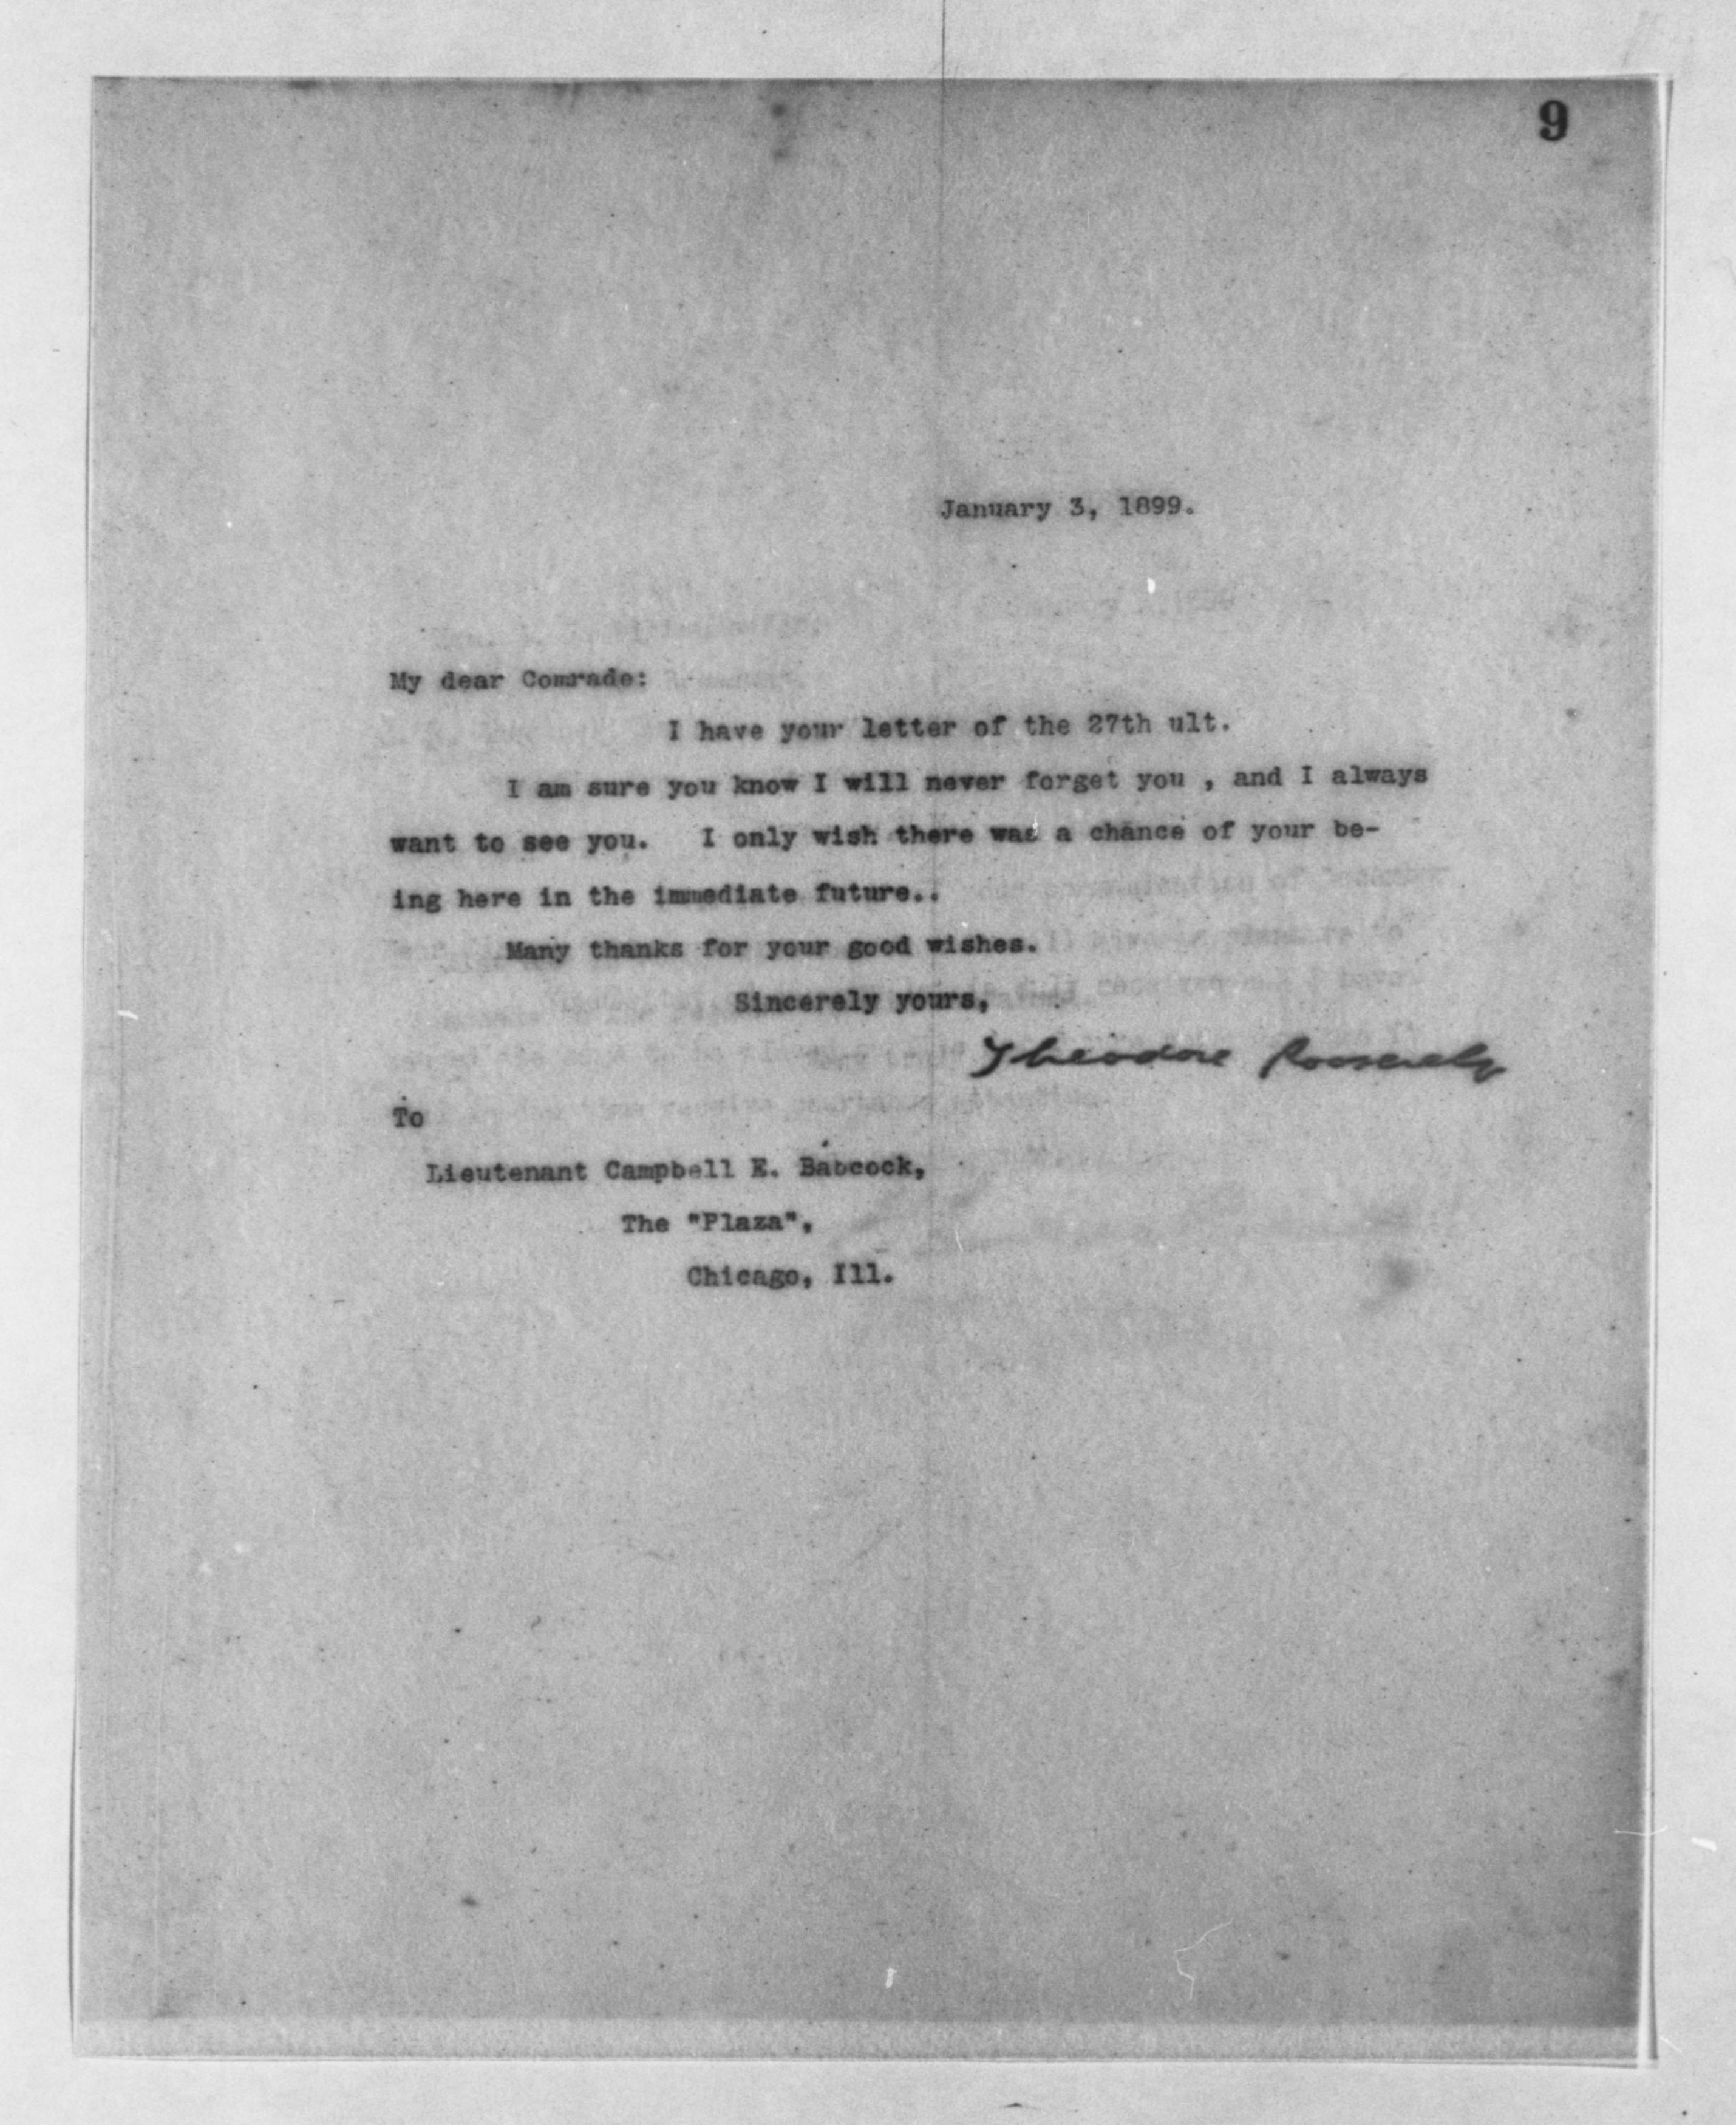 9
January 3, 1899.
My dear Comrade:
I have your letter of the 27th ult.
I am sure you know I will never forget you , and I always
want to see you. I only wish there was a chance of your be-
ing here in the immediate future..
Many thanks for your good wishes.
Sincerely yours,
Theodore Roosevelt
To
Lieutenant Campbell E. Babcock,
The "Plaza",
Chicago, Ill.